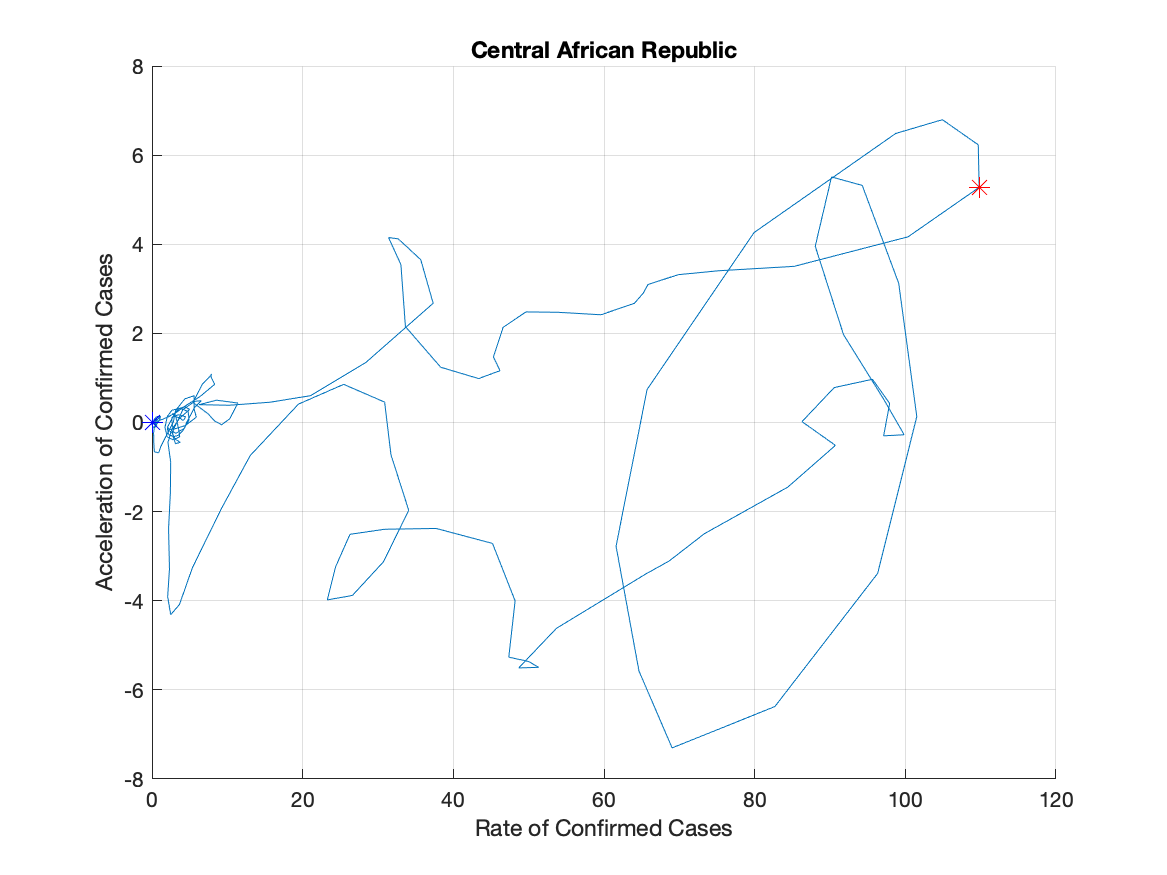 Central African Republic
8
6
4
2
0
-2
-4
-6
-8
Acceleration of Confirmed Cases
0 20 40 60 80 100 120
Rate of Confirmed Cases